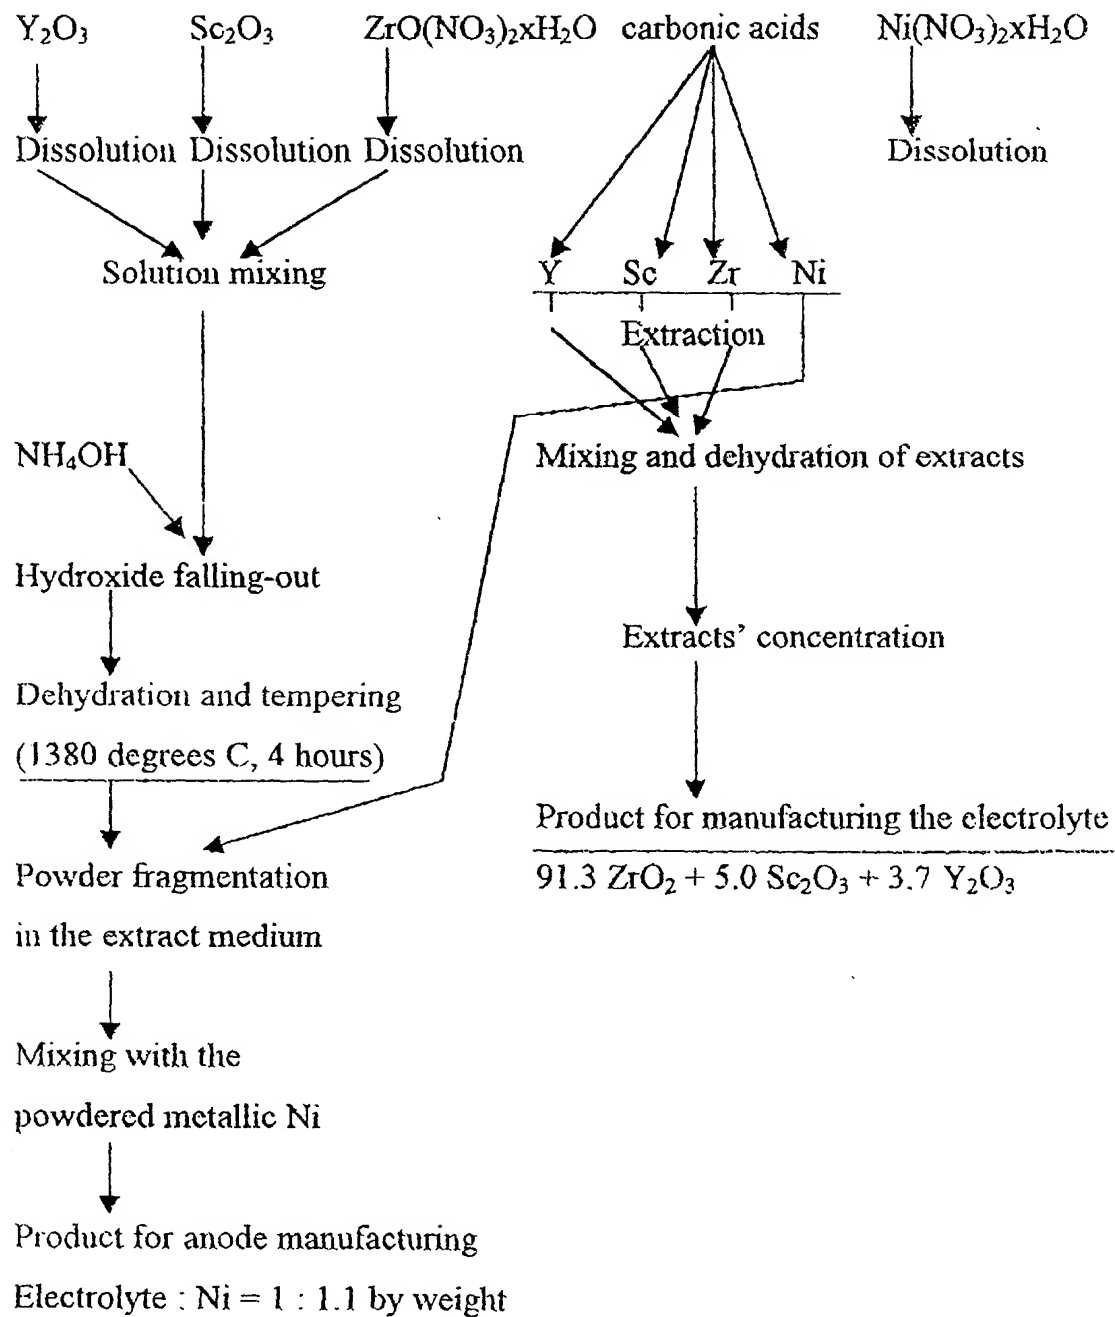 Y₂O₃ Sc₂O₃ ZrO(NO₃)₂xH₂O carbonic acids Ni(NO₃)₂xH₂O
Dissolution Dissolution Dissolution Dissolution
Solution mixing
Y Sc Zr Ni
Extraction
NH₄OH
Mixing and dehydration of extracts
Hydroxide falling-out
Extracts' concentration
Dehydration and tempering
(1380 degrees C, 4 hours)
Product for manufacturing the electrolyte
91.3 ZrO₂ + 5.0 Sc₂O₃ + 3.7 Y₂O₃
Powder fragmentation
in the extract medium
Mixing with the
powdered metallic Ni
Product for anode manufacturing
Electrolyte : Ni = 1 : 1.1 by weight